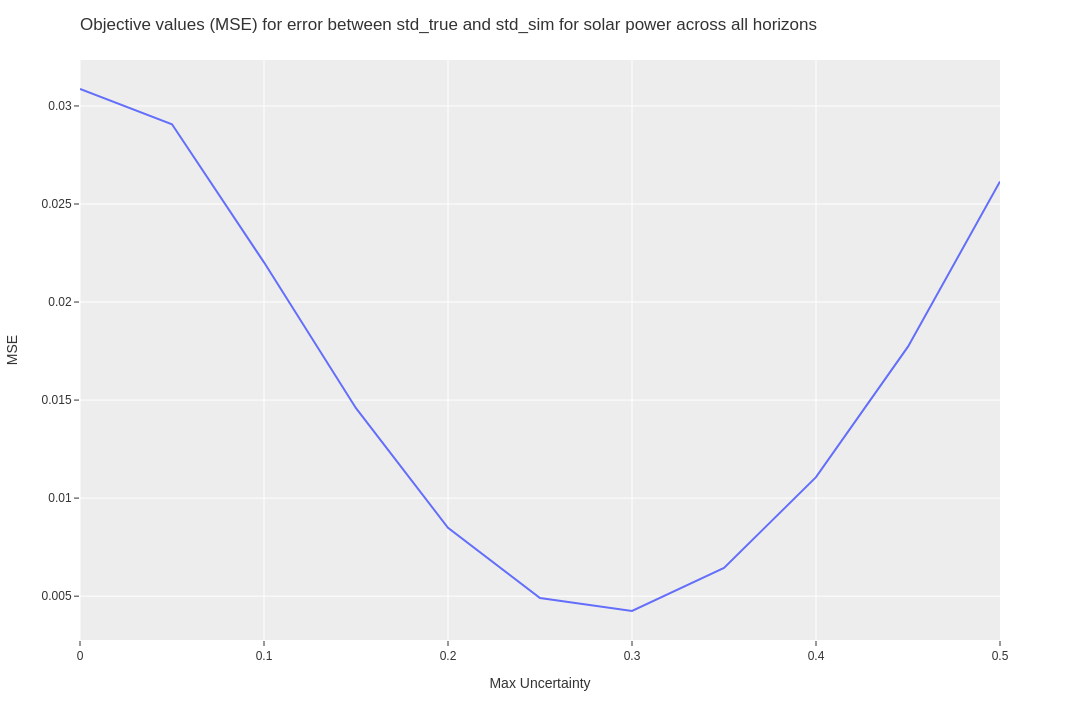 Objective values (MSE) for error between std_true and std_sim for solar power across all horizons
0.03
0.025
0.02
0.015
0.01
0.005
MSE
0 0.1 0.2 0.3 0.4 0.5
Max Uncertainty